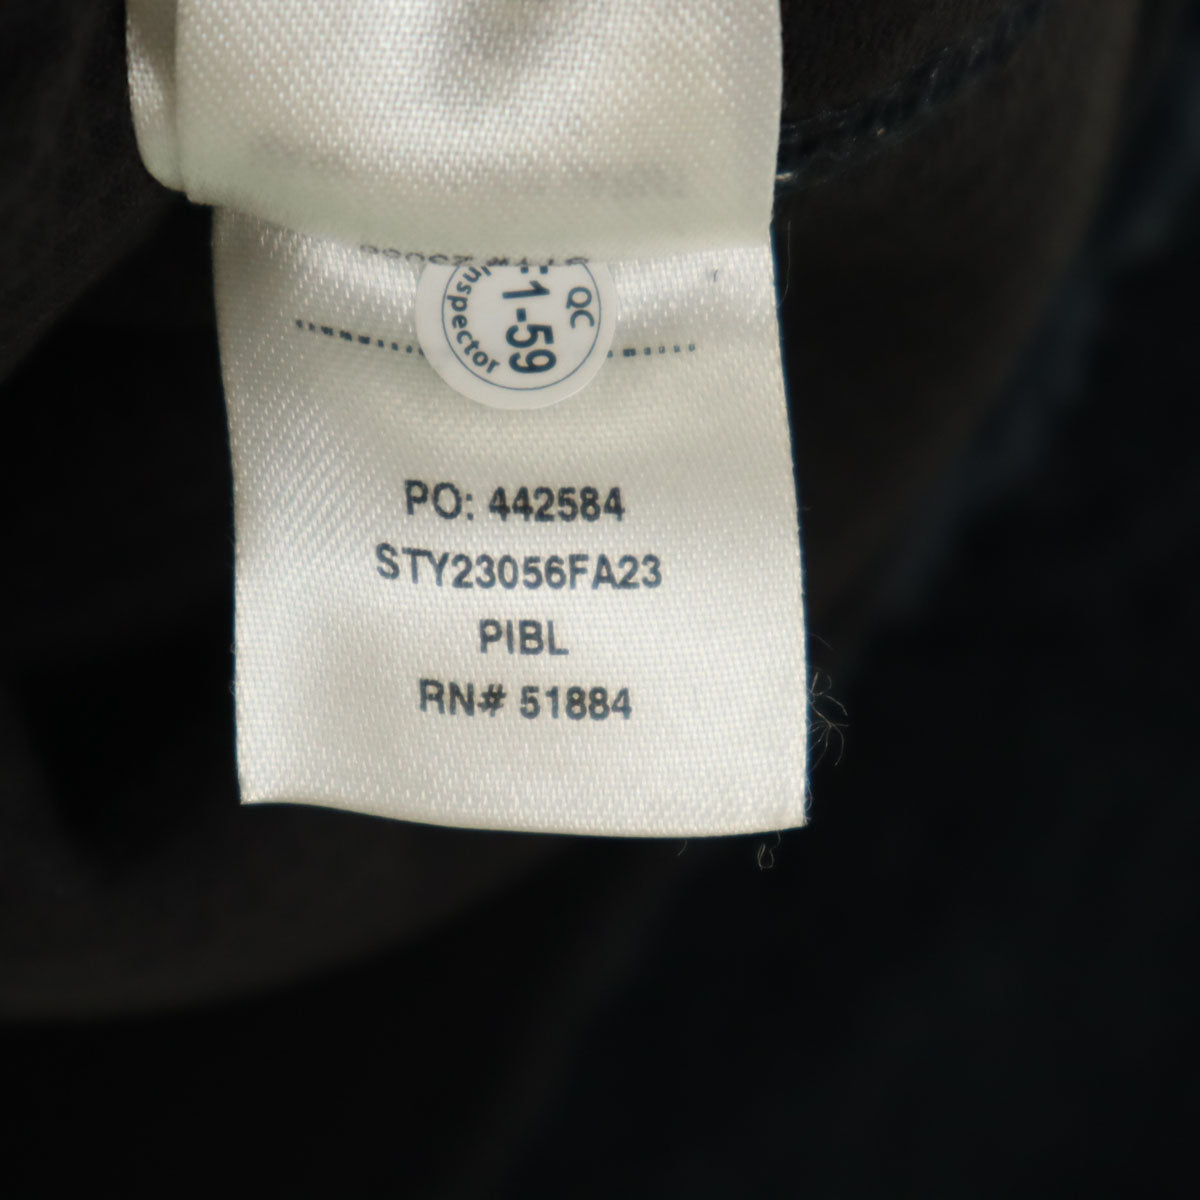 QC
1-59
Inspector
PO: 442584
STY23056FA23
PIBL
RN# 51884